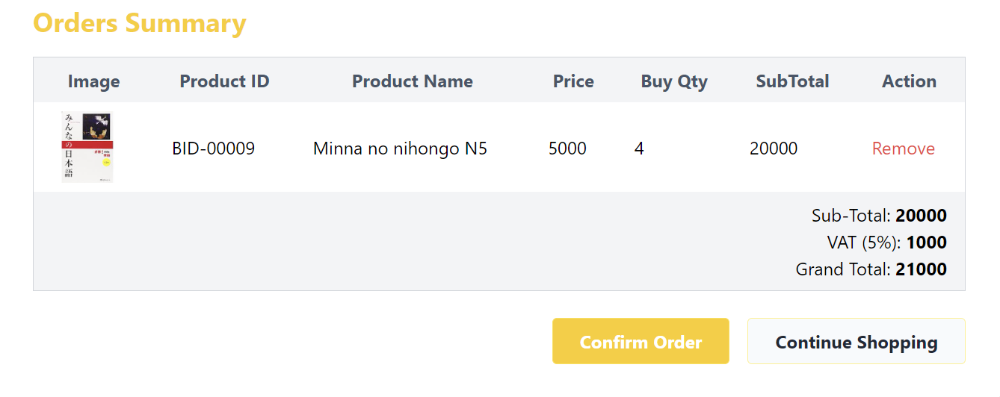 Orders Summary
Image Product ID Product Name Price Buy Qty SubTotal Action
みんなの日本語
BID-00009 Minna no nihongo N5 5000 4 20000 Remove
Sub-Total: 20000
VAT (5%): 1000
Grand Total: 21000
Confirm Order Continue Shopping